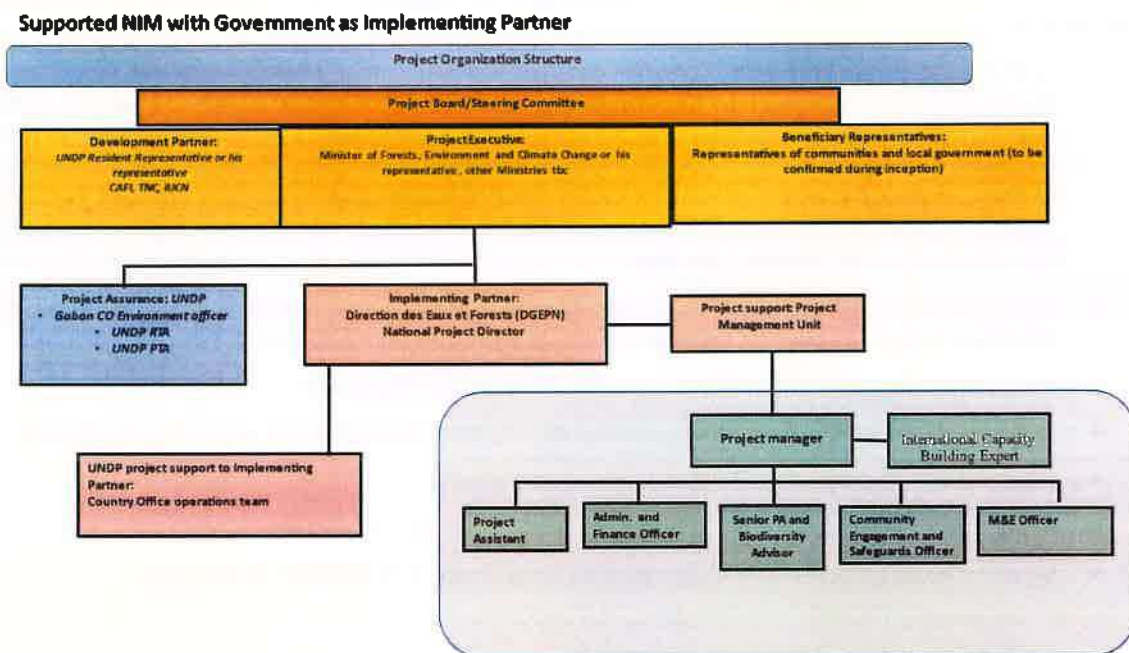 Supported NIM with Government as Implementing Partner
Project Organization Structure
Project Board/Steering Committee
Development Partner:
UNDP Resident Representative or his
representative
CAFI, TNC, IUCN
Project Executive:
Minister of Forests, Environment and Climate Change or his
representative, other Ministries tbc
Beneficiary Representatives:
Representatives of communities and local government (to be
confirmed during inception)
Project Assurance: UNDP
• Gabon CO Environment officer
• UNDP RTA
• UNDP PTA
Implementing Partner:
Direction des Eaux et Forests (DGEPN)
National Project Director
Project support: Project
Management Unit
UNDP project support to Implementing
Partner:
Country Office operations team
Project manager
International Capacity
Building Expert
Project
Assistant
Admin. and
Finance Officer
Senior PA and
Biodiversity
Advisor
Community
Engagement and
Safeguards Officer
M&E Officer